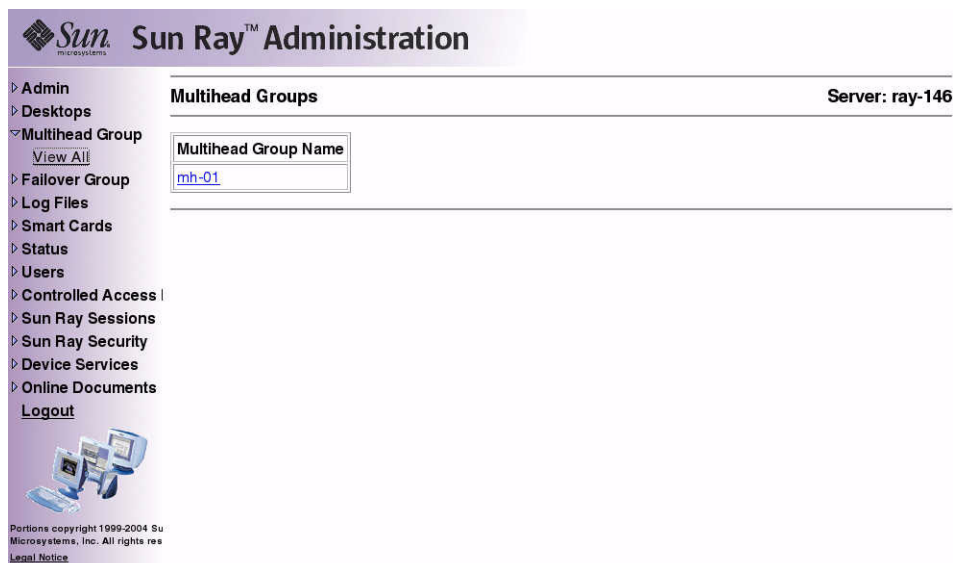 Sun microsystems Sun Ray™ Administration
Admin
Desktops
Multihead Group
View All
Failover Group
Log Files
Smart Cards
Status
Users
Controlled Access
Sun Ray Sessions
Sun Ray Security
Device Services
Online Documents
Logout
Portions copyright 1999-2004 Su
Microsystems, Inc. All rights res
Legal Notice
Multihead Groups Server: ray-146
Multihead Group Name
mh-01